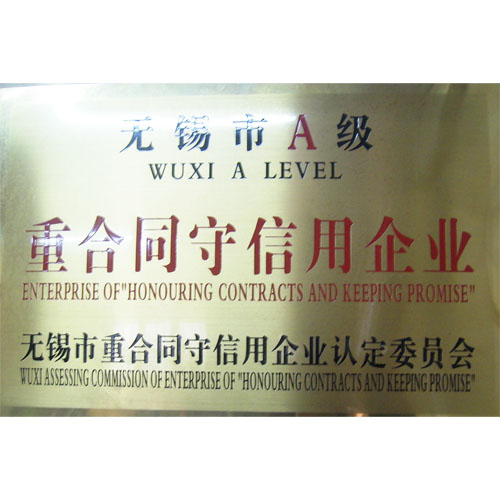 无锡市A级
WUXI A LEVEL
重合同守信用企业
ENTERPRISE OF "HONOURING CONTRACTS AND KEEPING PROMISE"
无锡市重合同守信用企业认定委员会
WUXI ASSESSING COMMISSION OF ENTERPRISE OF "HONOURING CONTRACTS AND KEEPING PROMISE"